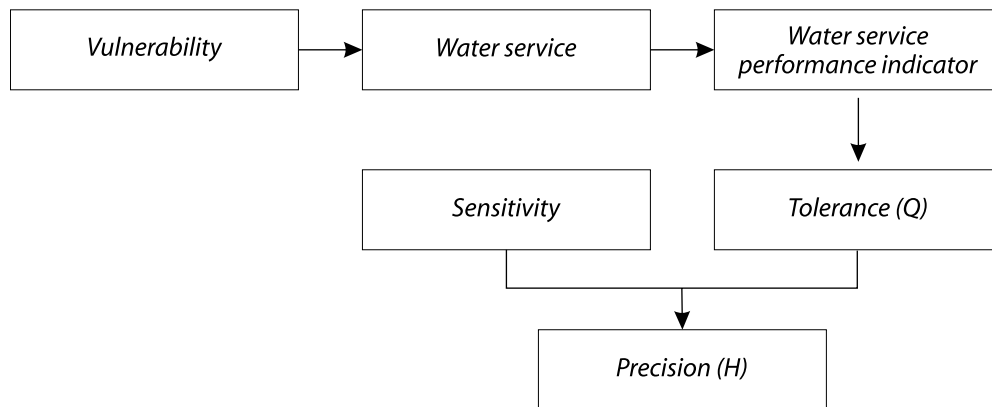 Vulnerability
Water service
Water service
performance indicator
Sensitivity
Tolerance (Q)
Precision (H)